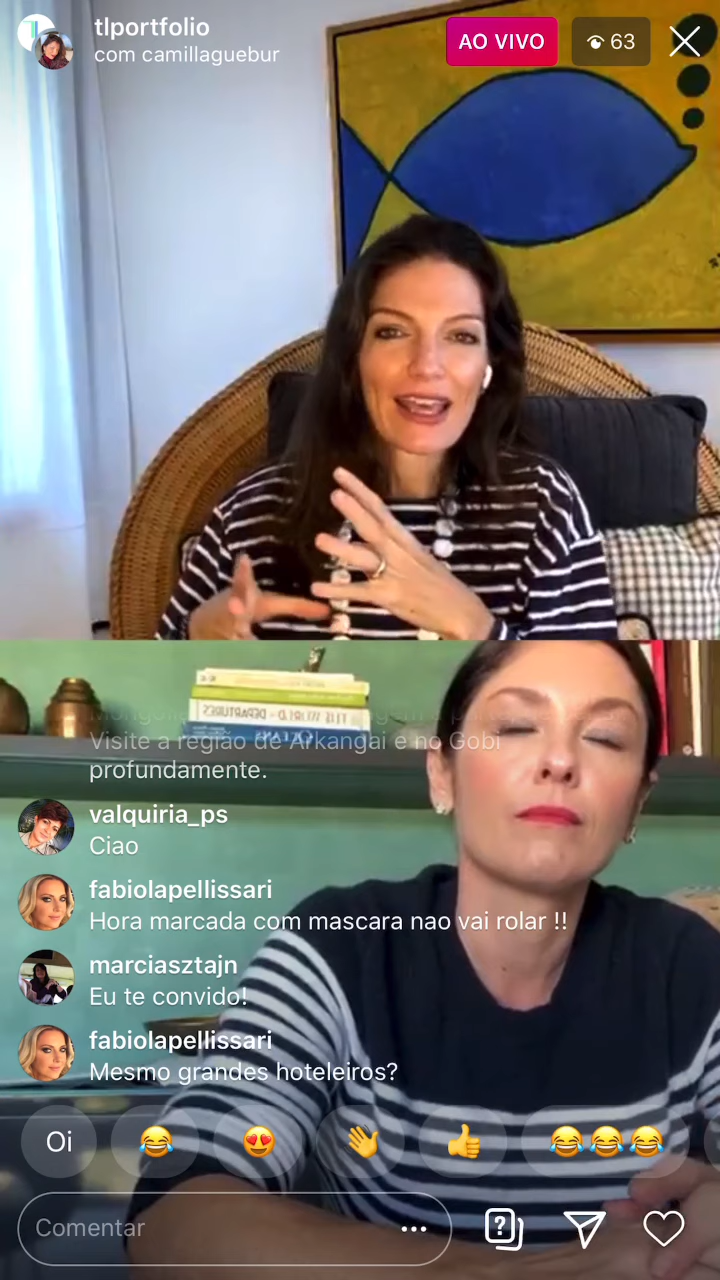 tlportfolio
com camillaguebur
AO VIVO
63
Visite a região de Arkangai e no Gobi
profundamente.
valquiria_ps
Ciao
fabiolapellissari
Hora marcada com mascara nao vai rolar !!
marciasztajn
Eu te convido!
fabiolapellissari
Mesmo grandes hoteleiros?
Oi
Comentar